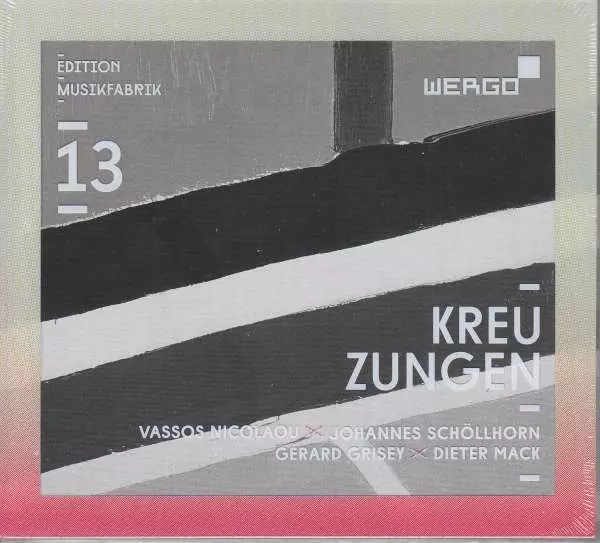 EDITION
MUSIKFABRIK
WERGO
13
KREU
ZUNGEN
VASSOS NICOLAOU × JOHANNES SCHÖLLHORN
GÉRARD GRISEY × DIETER MACK